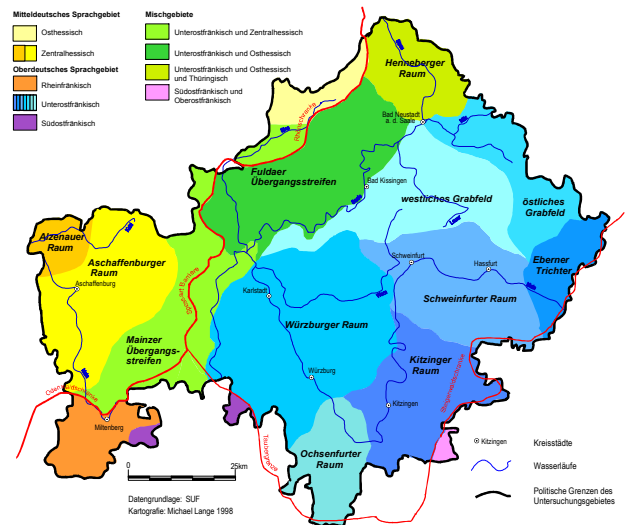 Mitteldeutsches Sprachgebiet
Osthessisch
Zentralhessisch
Oberdeutsches Sprachgebiet
Rheinfränkisch
Unterostfränkisch
Südostfränkisch
Mischgebiete
Unterostfränkisch und Zentralhessisch
Unterostfränkisch und Osthessisch
Unterostfränkisch und Osthessisch
und Thüringisch
Südostfränkisch und
Oberostfränkisch
Henneberger
Raum
Bad Neustadt
a. d. Saale
Rhönschranke
Fuldaer
Übergangsstreifen
Bad Kissingen
westliches Grabfeld
östliches
Grabfeld
Alzenauer
Raum
Aschaffenburger
Raum
Aschaffenburg
Eberner
Trichter
Schweinfurt
Hassfurt
Schweinfurter Raum
Karlstadt
Würzburger Raum
Mainzer
Übergangs-
streifen
Kitzinger
Raum
Würzburg
Kitzingen
Miltenberg
Ochsenfurter
Raum
0
25km
Datengrundlage: SUF
Kartografie: Michael Lange 1998
Kitzingen
Kreisstädte
Wasserläufe
Politische Grenzen des
Untersuchungsgebietes